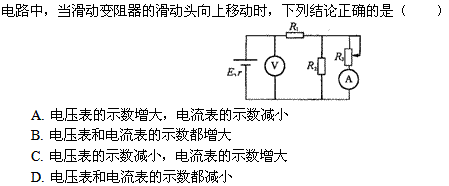 电路中，当滑动变阻器的滑动头向上移动时，下列结论正确的是（　　）
R₁
E,r
V
R₂
R₃
A
A. 电压表的示数增大，电流表的示数减小
B. 电压表和电流表的示数都增大
C. 电压表的示数减小，电流表的示数增大
D. 电压表和电流表的示数都减小